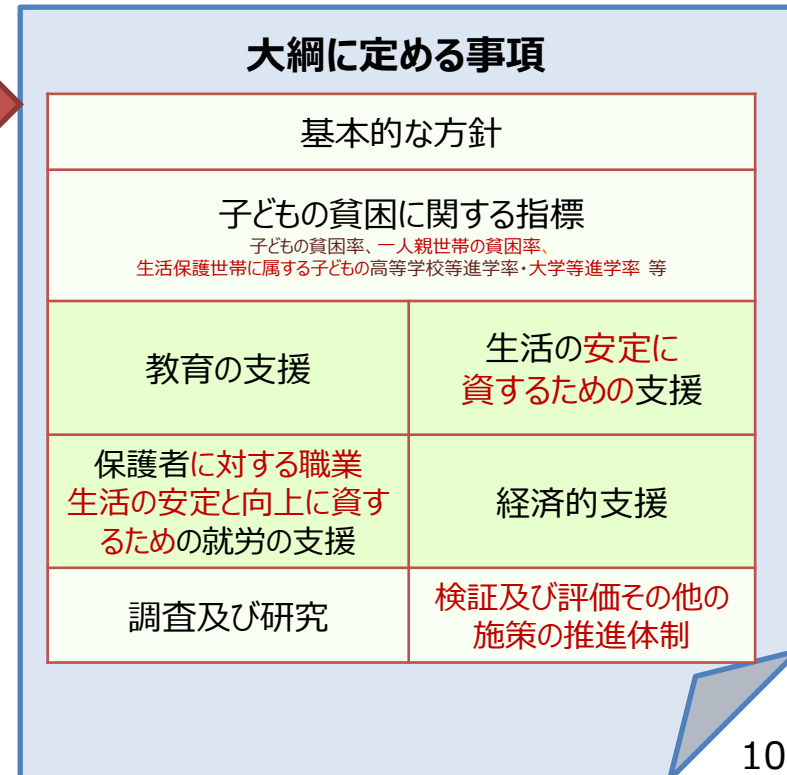 大綱に定める事項
基本的な方針
子どもの貧困に関する指標
子どもの貧困率、一人親世帯の貧困率、
生活保護世帯に属する子どもの高等学校等進学率・大学等進学率 等
教育の支援
生活の安定に
資するための支援
保護者に対する職業
生活の安定と向上に資す
るための就労の支援
経済的支援
調査及び研究
検証及び評価その他の
施策の推進体制
10